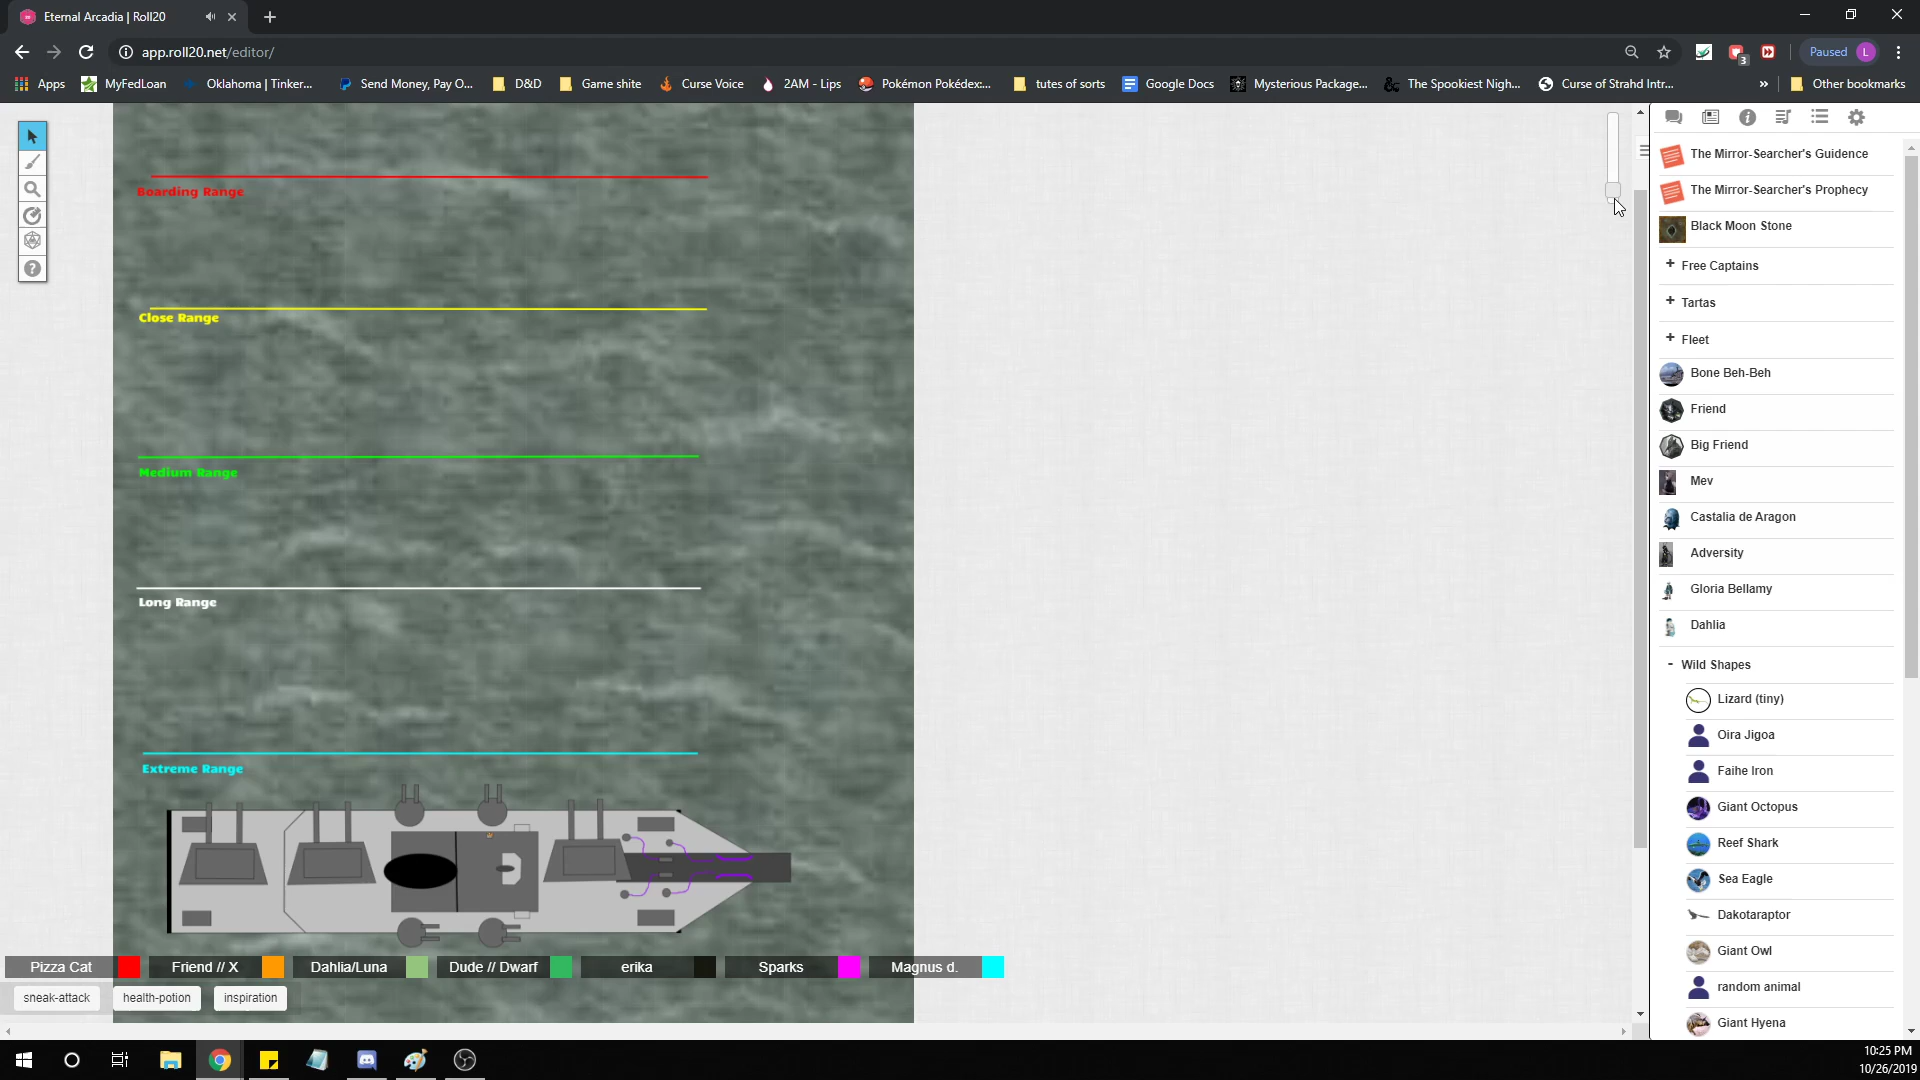 Eternal Arcadia | Roll20
app.roll20.net/editor/
Paused
L
Apps
MyFedLoan
Oklahoma | Tinker...
Send Money, Pay O...
D&D
Game shite
Curse Voice
2AM - Lips
Pokémon Pokédex:...
tutes of sorts
Google Docs
Mysterious Package...
The Spookiest Nigh...
Curse of Strahd Intr...
»
Other bookmarks
3
Boarding Range
Close Range
Medium Range
Long Range
Extreme Range
Pizza Cat
Friend // X
Dahlia/Luna
Dude // Dwarf
erika
Sparks
Magnus d.
sneak-attack
health-potion
inspiration
The Mirror-Searcher's Guidence
The Mirror-Searcher's Prophecy
Black Moon Stone
+ Free Captains
+ Tartas
+ Fleet
Bone Beh-Beh
Friend
Big Friend
Mev
Castalia de Aragon
Adversity
Gloria Bellamy
Dahlia
- Wild Shapes
Lizard (tiny)
Oira Jigoa
Faihe Iron
Giant Octopus
Reef Shark
Sea Eagle
Dakotaraptor
Giant Owl
random animal
Giant Hyena
10:25 PM
10/26/2019